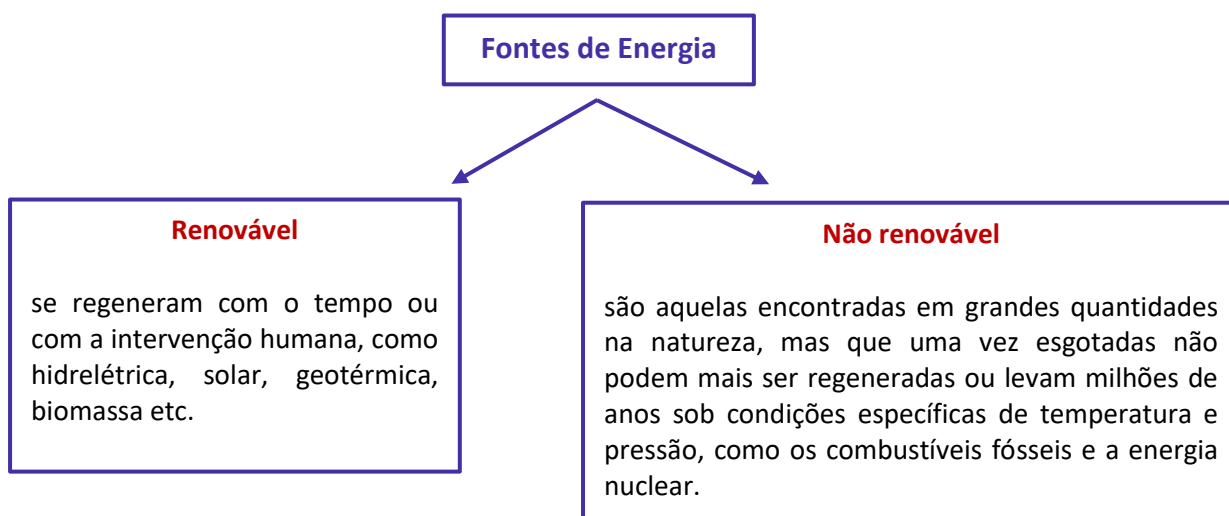 Fontes de Energia
Renovável
se regeneram com o tempo ou
com a intervenção humana, como
hidrelétrica, solar, geotérmica,
biomassa etc.
Não renovável
são aquelas encontradas em grandes quantidades
na natureza, mas que uma vez esgotadas não
podem mais ser regeneradas ou levam milhões de
anos sob condições específicas de temperatura e
pressão, como os combustíveis fósseis e a energia
nuclear.